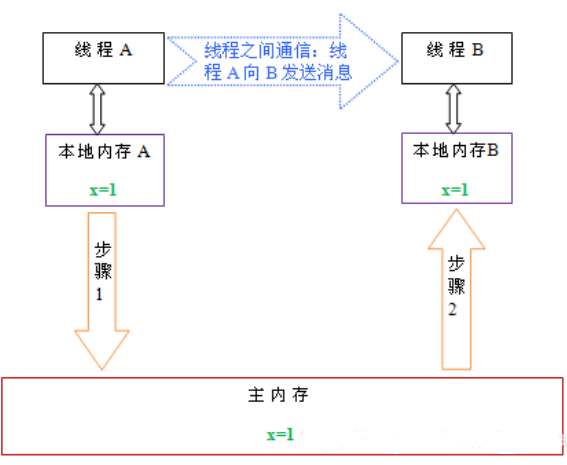 线程 A
线程之间通信：线
程 A 向 B 发送消息
线程 B
本地内存 A
x=1
本地内存B
x=1
步
骤
1
步
骤
2
主内存
x=1